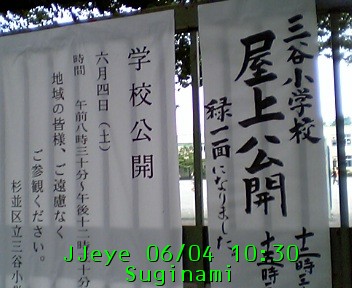 三谷小学校
屋上公開
緑一面になりました
学校公開
六月四日(土)
時間 午前八時三十分～午後十二時
地域の皆様、ご遠慮なく
ご参観ください。
杉並区立三谷小
JJeye 06/04 10:30
Suginami